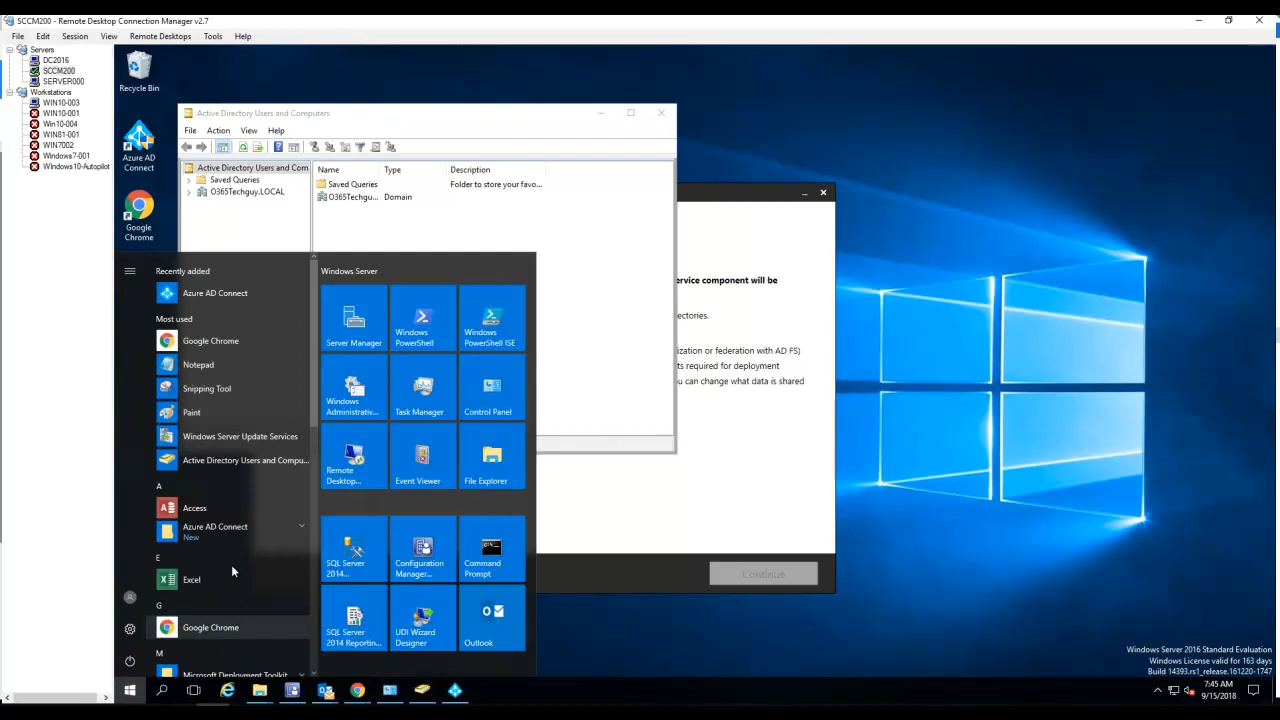 SCCM200 - Remote Desktop Connection Manager v2.7
File Edit Session View Remote Desktops Tools Help
Servers
DC2016
SCCM200
SERVER000
Workstations
WIN10-003
WIN10-001
Win10-004
WIN81-001
WIN7002
Windows7-001
Windows10-Autopilot
Recycle Bin
Azure AD
Connect
Google
Chrome
Active Directory Users and Computers
File Action View Help
Active Directory Users and Com
Saved Queries
O365Techguy.LOCAL
Name Type Description
Saved Queries Folder to store your favo...
O365Techgu... Domain
ervice component will be
ectories.
ization or federation with AD FS)
ts required for deployment
u can change what data is shared
Continue
Recently added
Azure AD Connect
Most used
Google Chrome
Notepad
Snipping Tool
Paint
Windows Server Update Services
Active Directory Users and Compu...
A
Access
Azure AD Connect
New
E
Excel
G
Google Chrome
M
Microsoft Deployment Toolkit
Windows Server
Server Manager
Windows
PowerShell
Windows
PowerShell ISE
Windows
Administrativ...
Task Manager
Control Panel
Remote
Desktop...
Event Viewer
File Explorer
SQL Server
2014...
Configuration
Manager...
Command
Prompt
SQL Server
2014 Reportin...
UDI Wizard
Designer
Outlook
Windows Server 2016 Standard Evaluation
Windows License valid for 163 days
Build 14393.rs1_release.161220-1747
7:45 AM
9/15/2018